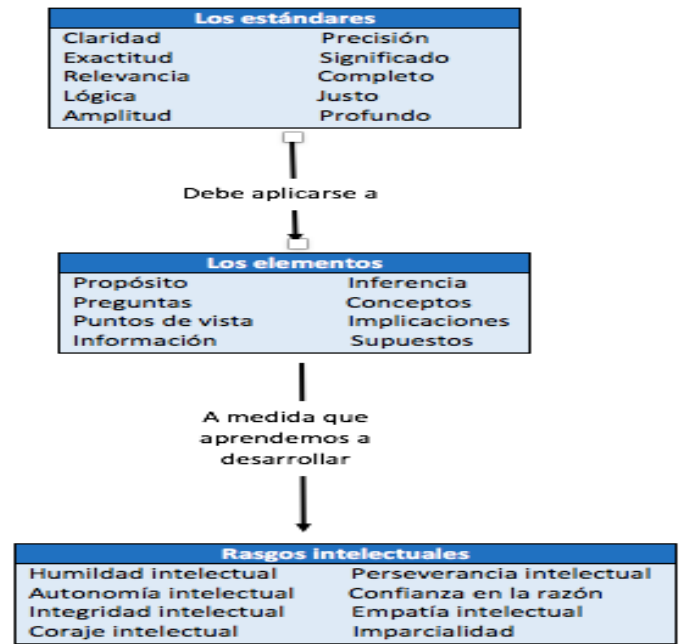 Los estándares
Claridad Precisión
Exactitud Significado
Relevancia Completo
Lógica Justo
Amplitud Profundo
Debe aplicarse a
Los elementos
Propósito Inferencia
Preguntas Conceptos
Puntos de vista Implicaciones
Información Supuestos
A medida que
aprendemos a
desarrollar
Rasgos intelectuales
Humildad intelectual Perseverancia intelectual
Autonomía intelectual Confianza en la razón
Integridad intelectual Empatía intelectual
Coraje intelectual Imparcialidad